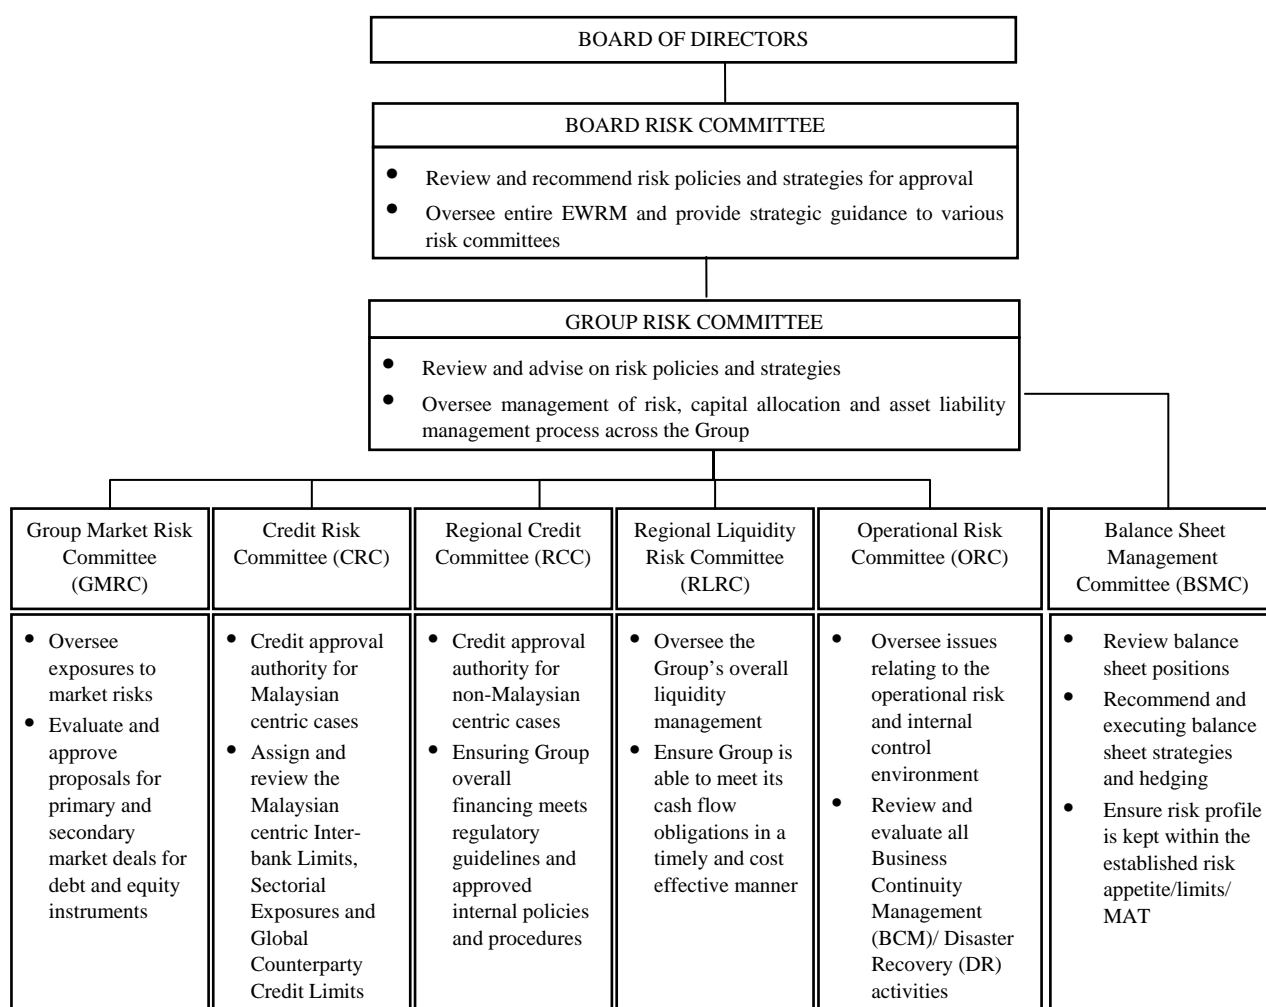 BOARD OF DIRECTORS
BOARD RISK COMMITTEE
• Review and recommend risk policies and strategies for approval
• Oversee entire EWRM and provide strategic guidance to various
risk committees
GROUP RISK COMMITTEE
• Review and advise on risk policies and strategies
• Oversee management of risk, capital allocation and asset liability
management process across the Group
Group Market Risk
Committee
(GMRC)
• Oversee
exposures to
market risks
• Evaluate and
approve
proposals for
primary and
secondary
market deals for
debt and equity
instruments
Credit Risk
Committee (CRC)
• Credit approval
authority for
Malaysian
centric cases
• Assign and
review the
Malaysian
centric Inter-
bank Limits,
Sectorial
Exposures and
Global
Counterparty
Credit Limits
Regional Credit
Committee (RCC)
• Credit approval
authority for
non-Malaysian
centric cases
• Ensuring Group
overall
financing meets
regulatory
guidelines and
approved
internal policies
and procedures
Regional Liquidity
Risk Committee
(RLRC)
• Oversee the
Group’s overall
liquidity
management
• Ensure Group is
able to meet its
cash flow
obligations in a
timely and cost
effective manner
Operational Risk
Committee (ORC)
• Oversee issues
relating to the
operational risk
and internal
control
environment
• Review and
evaluate all
Business
Continuity
Management
(BCM)/ Disaster
Recovery (DR)
activities
Balance Sheet
Management
Committee (BSMC)
• Review balance
sheet positions
• Recommend and
executing balance
sheet strategies
and hedging
• Ensure risk profile
is kept within the
established risk
appetite/limits/
MAT